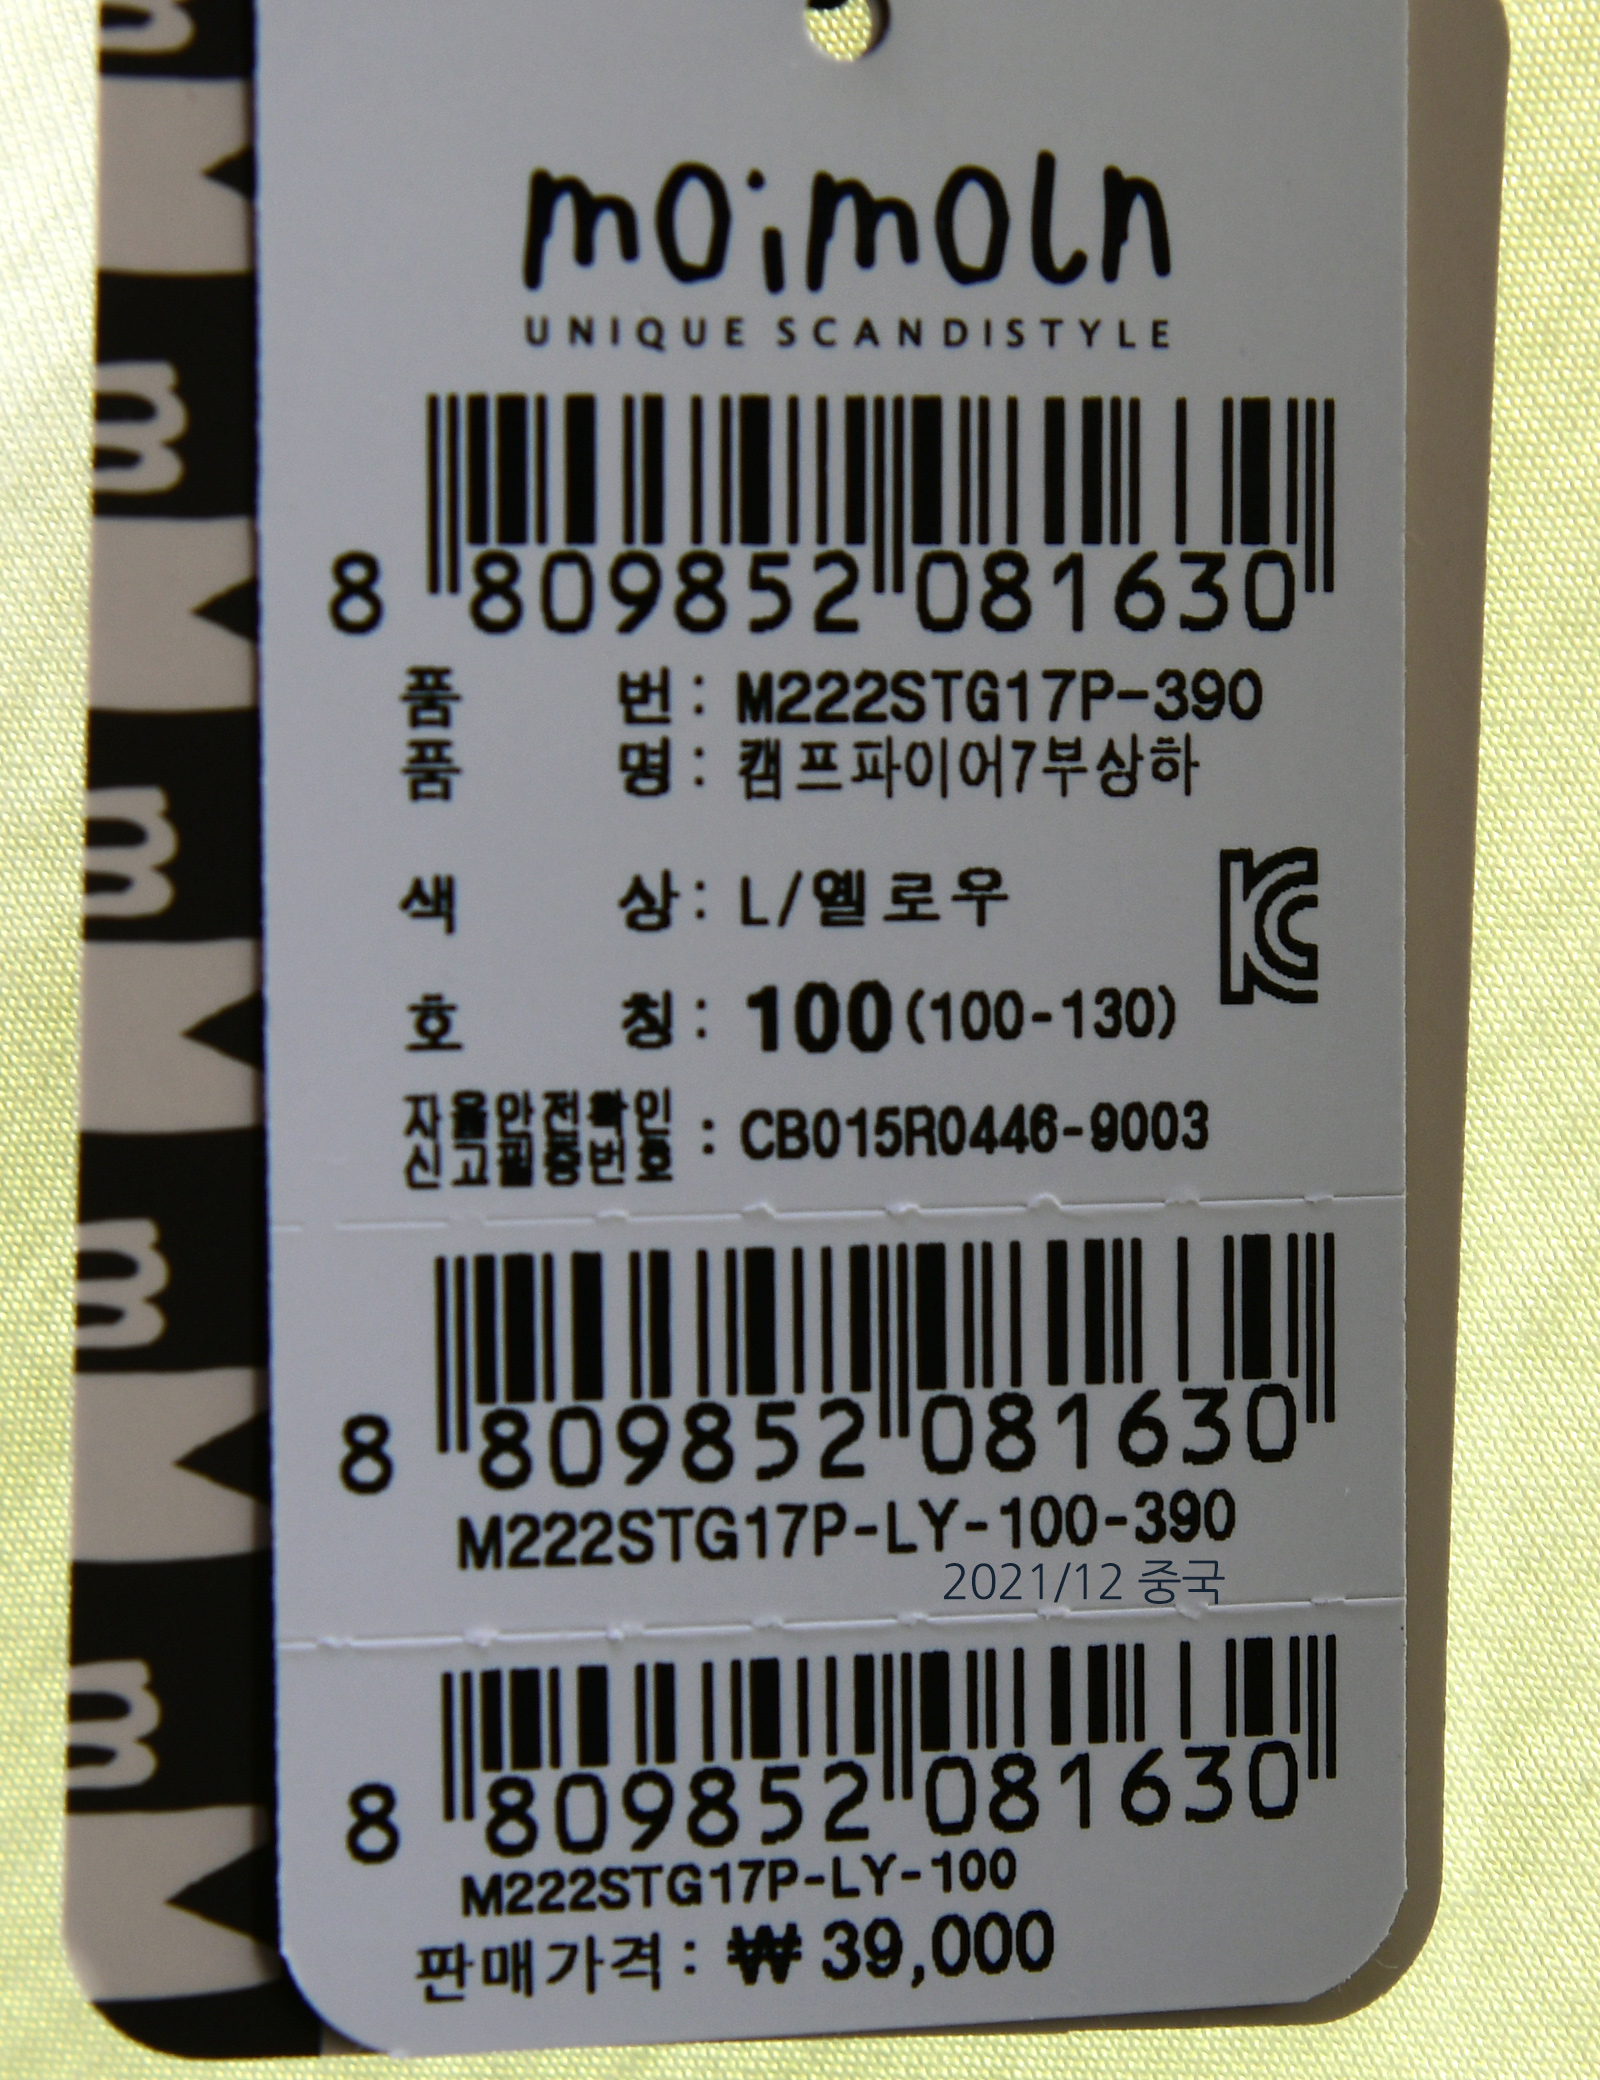 moimoln
UNIQUE SCANDISTYLE
8 809852 081630
품 번 : M222STG17P-390
품 명 : 캠프파이어7부상하
색 상 : L/옐로우
호 칭 : 100(100-130)
자율안전확인
신고필증번호 : CB015R0446-9003
8 809852 081630
M222STG17P-LY-100-390
2021/12 중국
8 809852 081630
M222STG17P-LY-100
판매가격 : ₩ 39,000